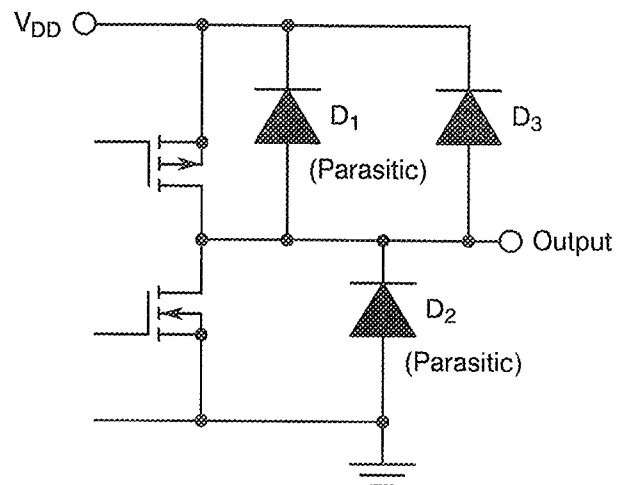 VDD
D1
(Parasitic)
D3
Output
D2
(Parasitic)